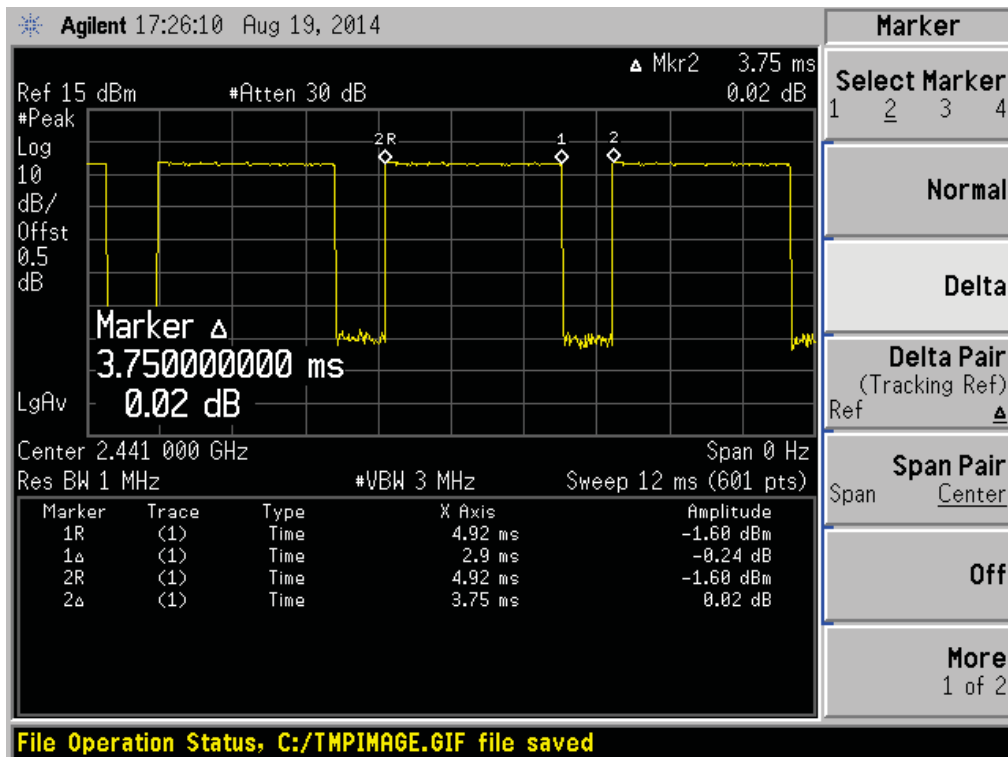 Agilent 17:26:10 Aug 19, 2014
Marker
Δ Mkr2 3.75 ms
Ref 15 dBm #Atten 30 dB 0.02 dB
#Peak
Log
10
dB/
Offst
0.5
dB
2R 1 2
Marker Δ
3.750000000 ms
0.02 dB
LgAv
Center 2.441 000 GHz Span 0 Hz
Res BW 1 MHz #VBW 3 MHz Sweep 12 ms (601 pts)
Marker Trace Type X Axis Amplitude
1R (1) Time 4.92 ms -1.60 dBm
1Δ (1) Time 2.9 ms -0.24 dB
2R (1) Time 4.92 ms -1.60 dBm
2Δ (1) Time 3.75 ms 0.02 dB
Select Marker
1 2 3 4
Normal
Delta
Delta Pair
(Tracking Ref)
Ref Δ
Span Pair
Span Center
Off
More
1 of 2
File Operation Status, C:/TMPIMAGE.GIF file saved